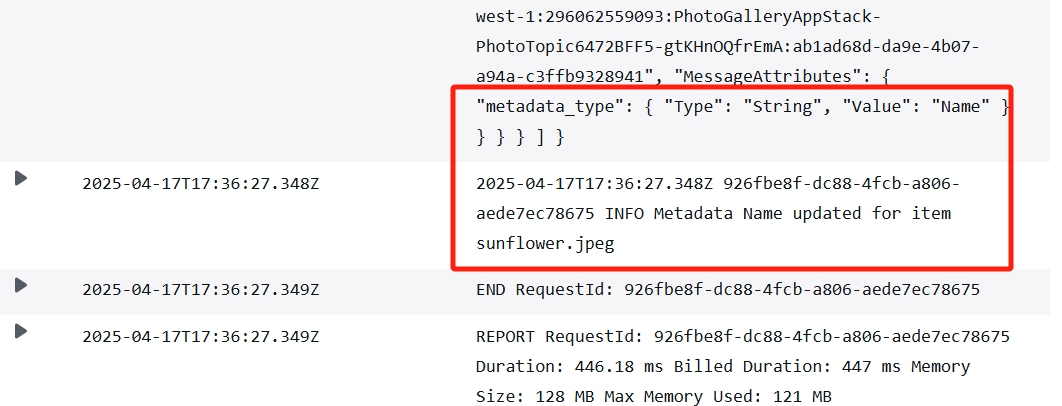 west-1:296062559093:PhotoGalleryAppStack-
PhotoTopic6472BFF5-gtKHnOQfrEmA:ab1ad68d-da9e-4b07-
a94a-c3ffb9328941", "MessageAttributes": {
"metadata_type": { "Type": "String", "Value": "Name" }
} } } ] }
2025-04-17T17:36:27.348Z 2025-04-17T17:36:27.348Z 926fbe8f-dc88-4fcb-a806-
aede7ec78675 INFO Metadata Name updated for item
sunflower.jpeg
2025-04-17T17:36:27.349Z END RequestId: 926fbe8f-dc88-4fcb-a806-aede7ec78675
2025-04-17T17:36:27.349Z REPORT RequestId: 926fbe8f-dc88-4fcb-a806-aede7ec78675
Duration: 446.18 ms Billed Duration: 447 ms Memory
Size: 128 MB Max Memory Used: 121 MB